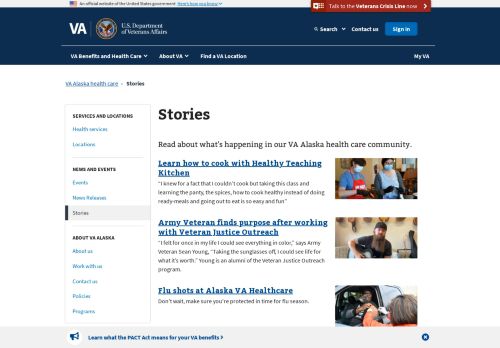 An official website of the United States government Here's how you know
Talk to the Veterans Crisis Line now
VA
U.S. Department
of Veterans Affairs
Search
Contact us
Sign in
VA Benefits and Health Care
About VA
Find a VA Location
My VA
VA Alaska health care › Stories
SERVICES AND LOCATIONS
Health services
Locations
NEWS AND EVENTS
Events
News Releases
Stories
ABOUT VA ALASKA
About us
Work with us
Contact us
Policies
Programs
Stories
Read about what's happening in our VA Alaska health care community.
Learn how to cook with Healthy Teaching
Kitchen
"I knew for a fact that I couldn't cook but taking this class and
learning the panty, the spices, how to cook healthy instead of doing
ready-meals and going out to eat is so easy and fun"
Army Veteran finds purpose after working
with Veteran Justice Outreach
"I felt for once in my life I could see everything in color," says Army
Veteran Sean Young, "Taking the sunglasses off, I could see life for
what it's worth." Young is an alumni of the Veteran Justice Outreach
program.
Flu shots at Alaska VA Healthcare
Don't wait, make sure you're protected in time for flu season.
Learn what the PACT Act means for your VA benefits